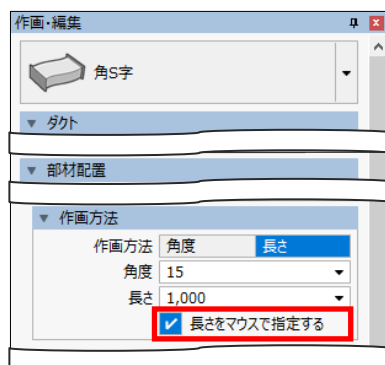 作画・編集
角S字
ダクト
部材配置
作画方法
作画方法 角度 長さ
角度 15
長さ 1,000
長さをマウスで指定する